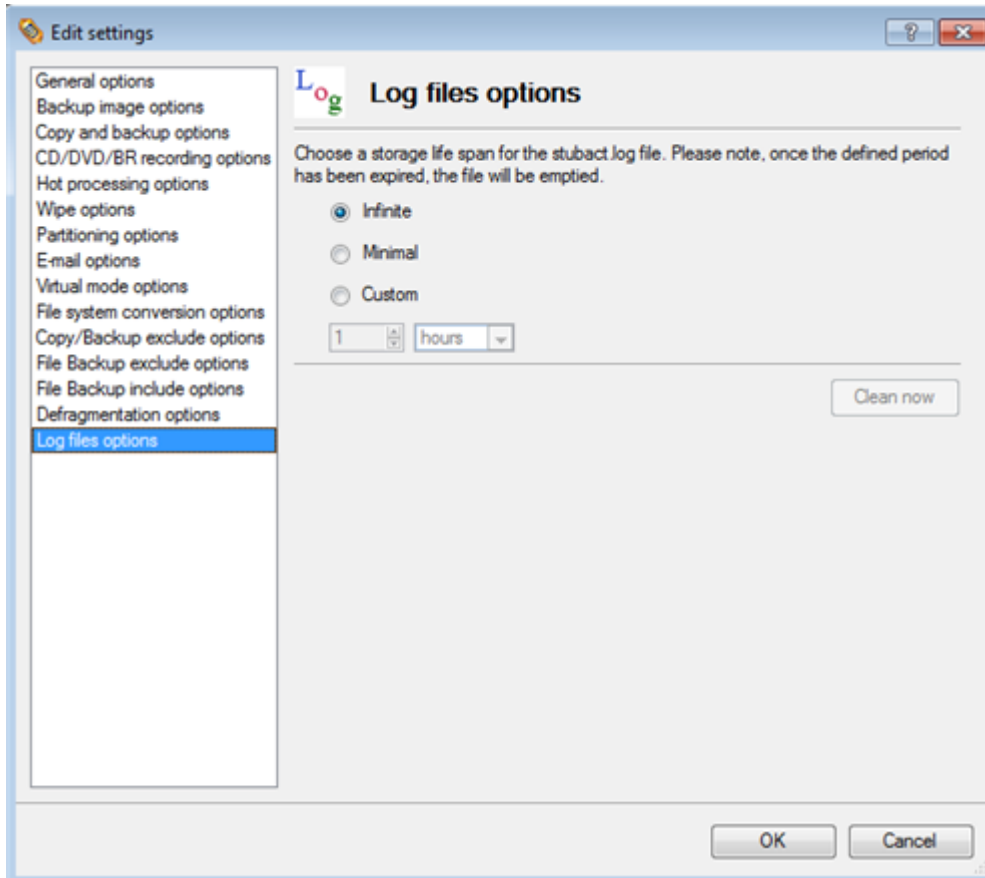 Edit settings
General options
Backup image options
Copy and backup options
CD/DVD/BR recording options
Hot processing options
Wipe options
Partitioning options
E-mail options
Virtual mode options
File system conversion options
Copy/Backup exclude options
File Backup exclude options
File Backup include options
Defragmentation options
Log files options
Log
Log files options
Choose a storage life span for the stubact.log file. Please note, once the defined period
has been expired, the file will be emptied.
Infinite
Minimal
Custom
1 hours
Clean now
OK Cancel